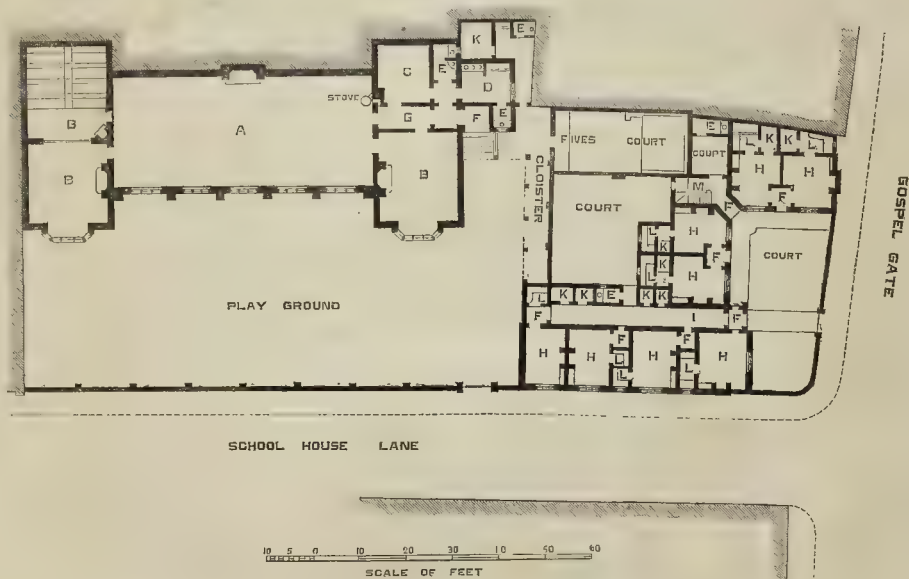 K E
C E
D
STOVE
B A G F E
E
FIVES COURT
COURT
K L K K L
B B
H H
CLOISTER
M
F
COURT
F
L H
K
COURT
GOSPEL GATE
F
K
L H
K
PLAY GROUND
L K K E K K
F I F
F F
H H L H L H
L
SCHOOL HOUSE LANE
10 5 0 10 20 30 40 50 60
SCALE OF FEET